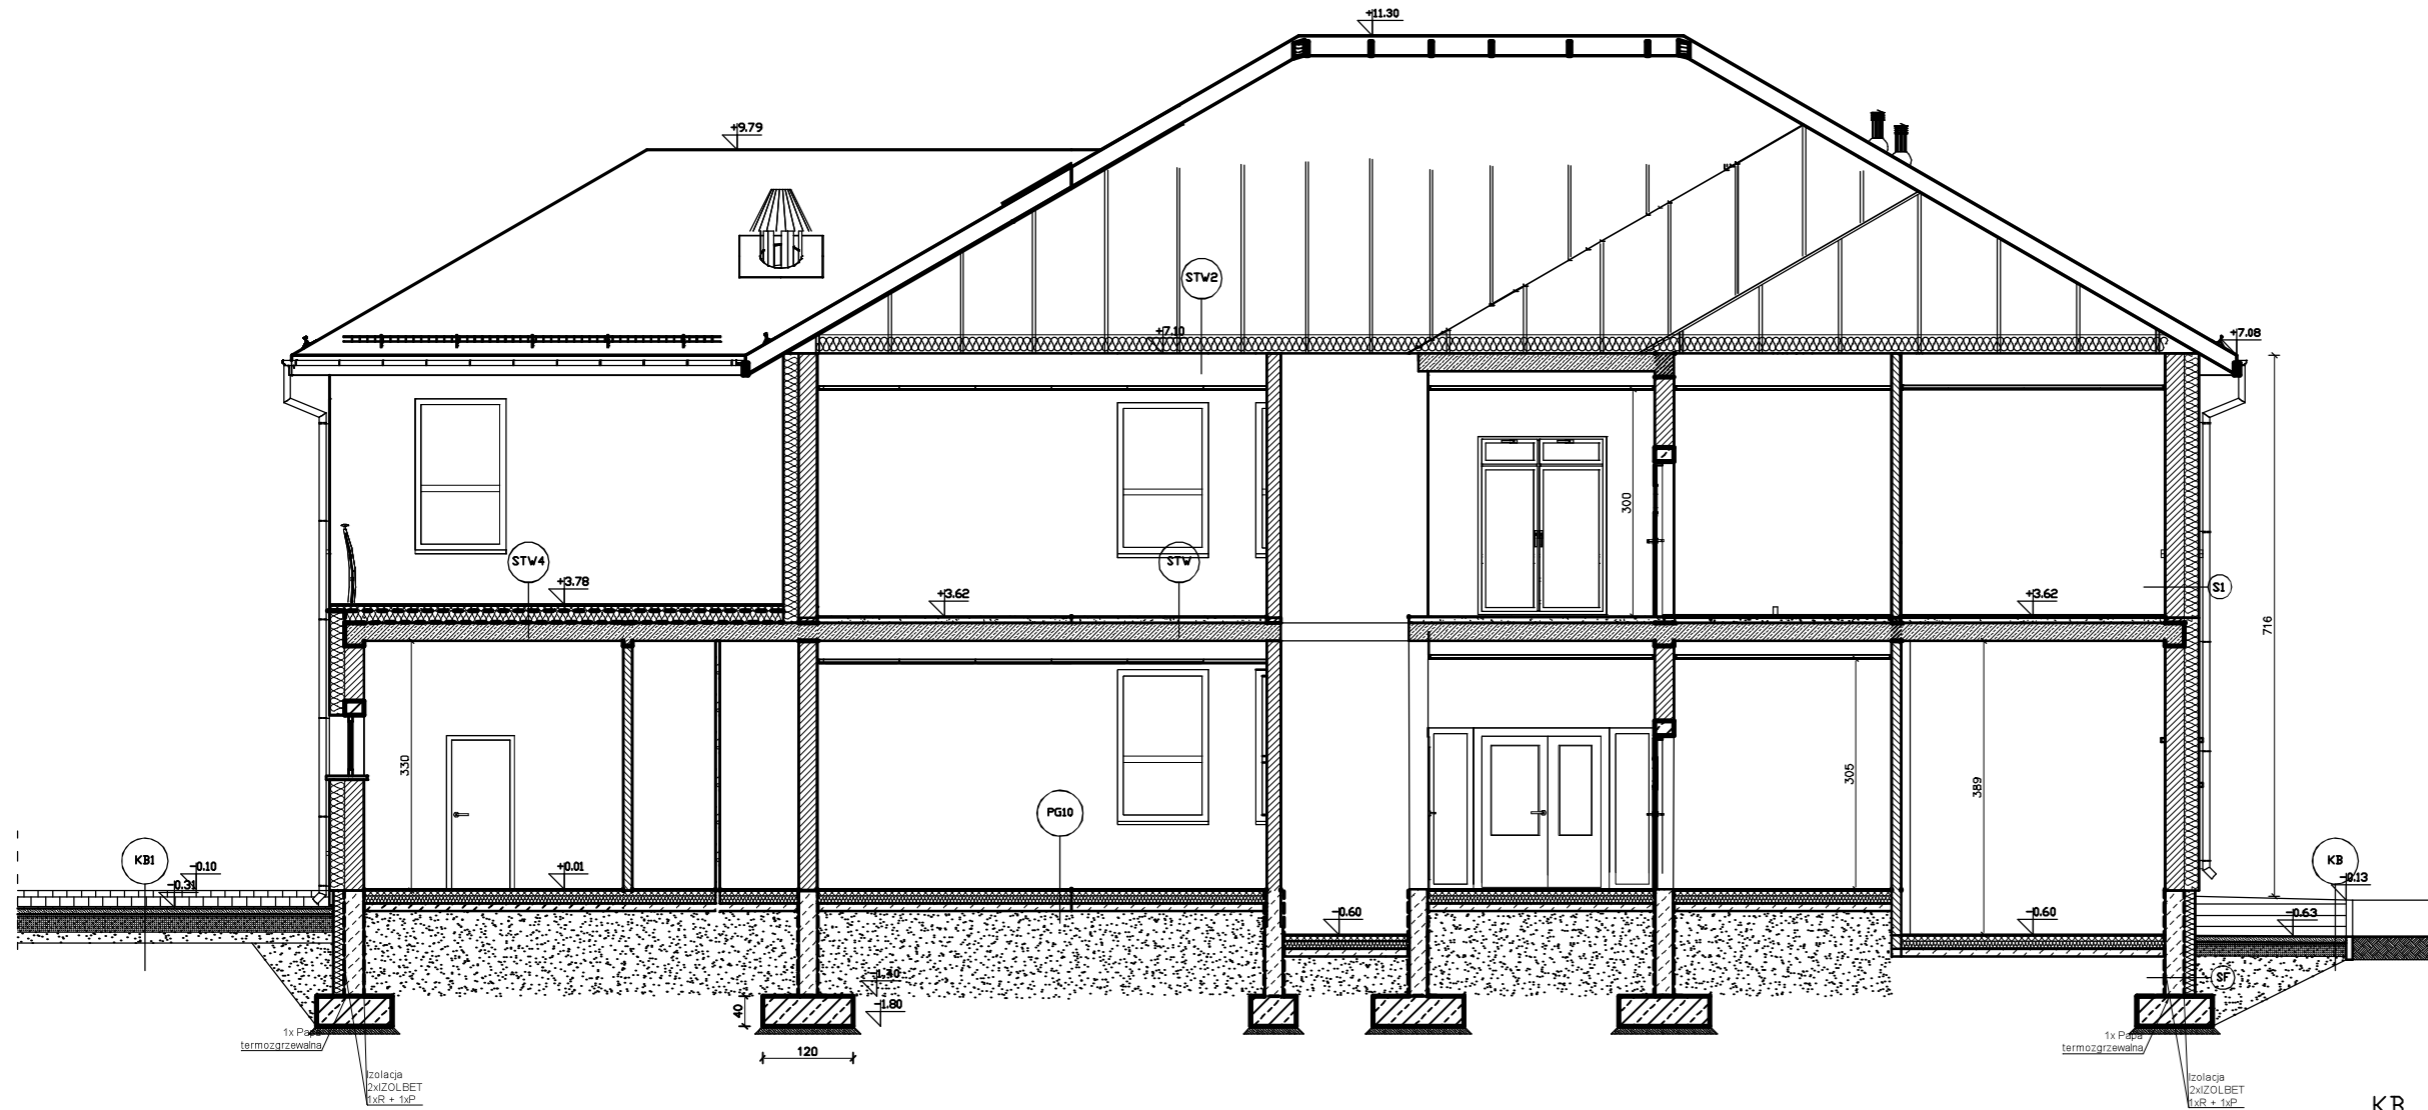 +11.30
+9.79
STW2
+7.10
+7.08
300
STW4
STW
S1
+3.78
+3.62
+3.62
716
330
305
389
PG10
KB1
KB
-0.10
-0.31
+0.01
-0.13
-0.60
-0.60
-0.63
SF
-1.40
-1.80
40
120
1x Papa
termozgrzewalna
Izolacja
2xIZOLBET
1xR + 1xP
1x Papa
termozgrzewalna
Izolacja
2xIZOLBET
1xR + 1xP
KB